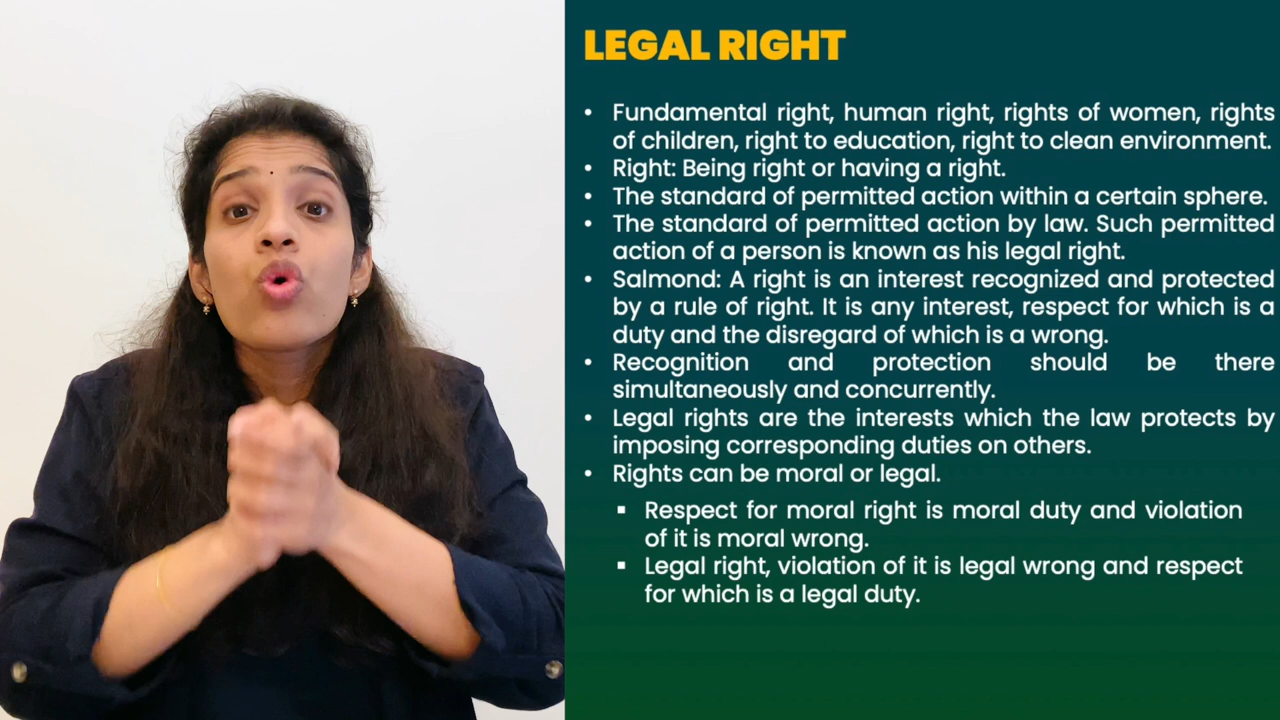 LEGAL RIGHT
• Fundamental right, human right, rights of women, rights
of children, right to education, right to clean environment.
• Right: Being right or having a right.
• The standard of permitted action within a certain sphere.
• The standard of permitted action by law. Such permitted
action of a person is known as his legal right.
• Salmond: A right is an interest recognized and protected
by a rule of right. It is any interest, respect for which is a
duty and the disregard of which is a wrong.
• Recognition and protection should be there
simultaneously and concurrently.
• Legal rights are the interests which the law protects by
imposing corresponding duties on others.
• Rights can be moral or legal.
▪ Respect for moral right is moral duty and violation
of it is moral wrong.
▪ Legal right, violation of it is legal wrong and respect
for which is a legal duty.